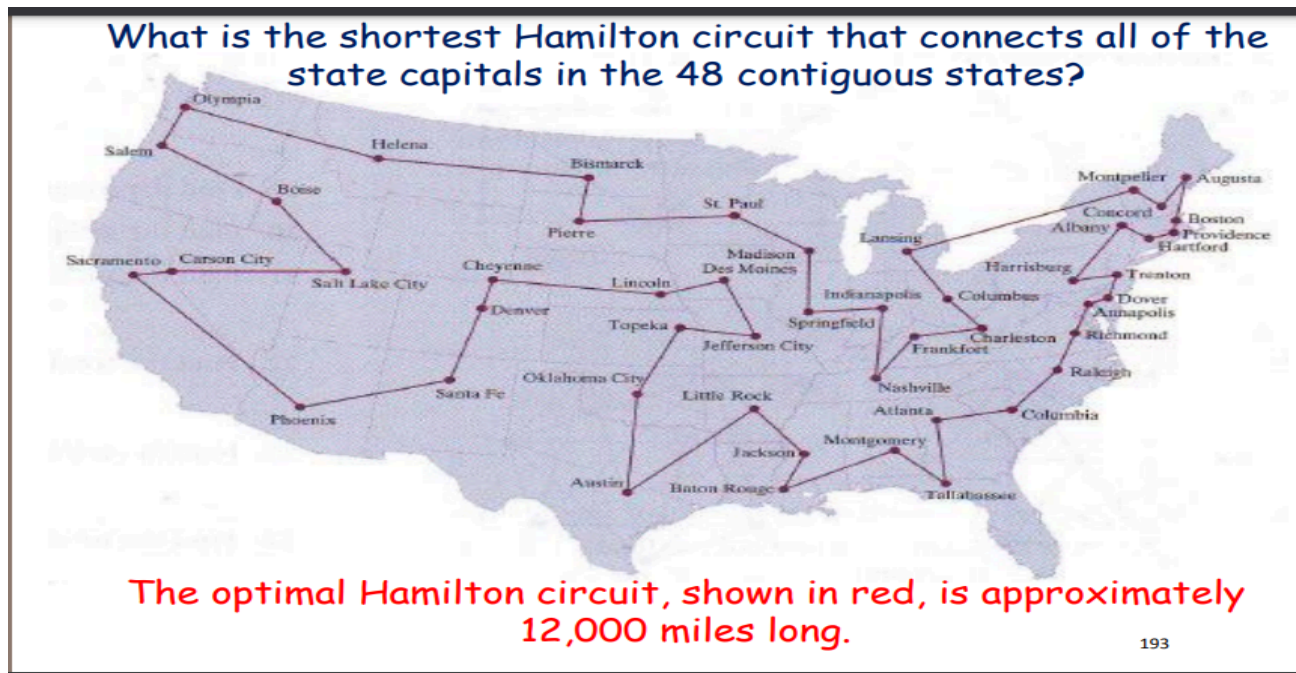 What is the shortest Hamilton circuit that connects all of the
state capitals in the 48 contiguous states?
Olympia
Helena
Salem
Bismarck
Boise
Montpelier
Augusta
St. Paul
Concord
Boston
Pierre
Albany
Providence
Lansing
Hartford
Madison
Sacramento
Carson City
Cheyenne
Des Moines
Harrisburg
Trenton
Salt Lake City
Lincoln
Indianapolis
Columbus
Dover
Denver
Annapolis
Topeka
Springfield
Charleston
Richmond
Jefferson City
Frankfort
Raleigh
Oklahoma City
Nashville
Santa Fe
Little Rock
Atlanta
Columbia
Phoenix
Montgomery
Jackson
Austin
Baton Rouge
Tallahassee
The optimal Hamilton circuit, shown in red, is approximately
12,000 miles long.
193